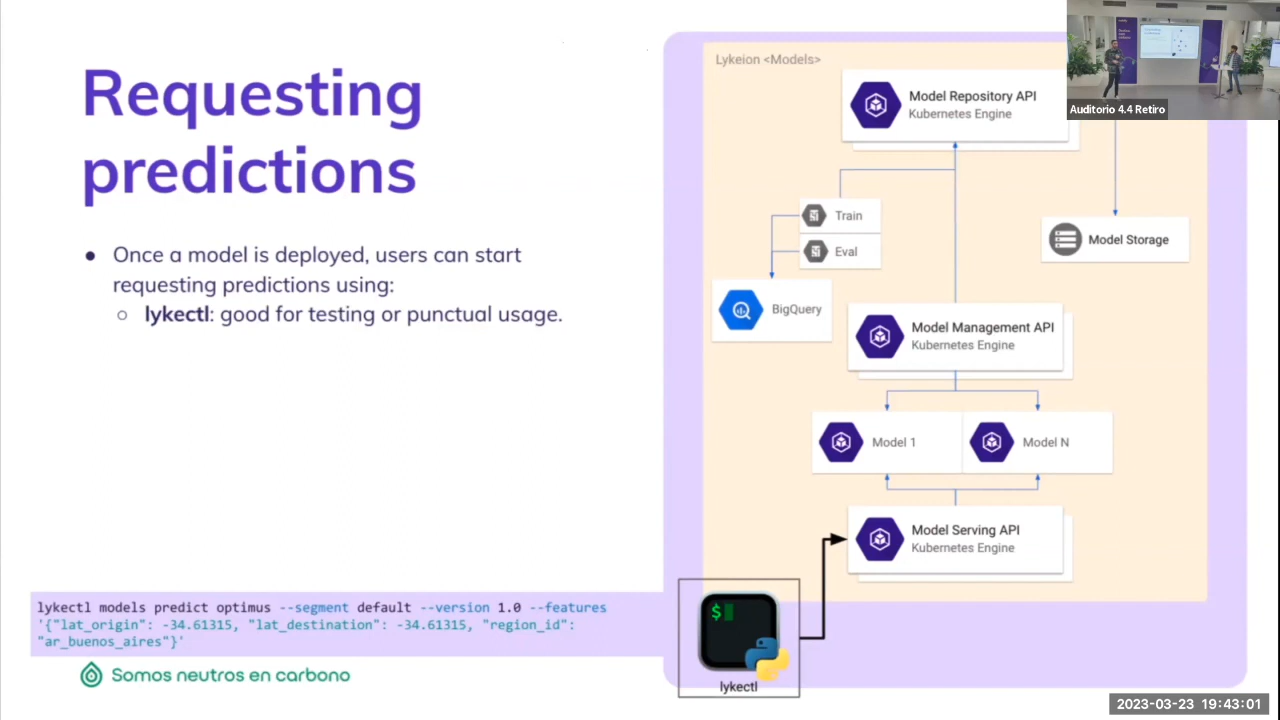 Requesting
predictions
● Once a model is deployed, users can start
requesting predictions using:
○ lykectl: good for testing or punctual usage.
lykectl models predict optimus --segment default --version 1.0 --features
'{"lat_origin": -34.61315, "lat_destination": -34.61315, "region_id":
"ar_buenos_aires"}'
Somos neutros en carbono
Lykeion <Models>
Model Repository API
Kubernetes Engine
Train
Eval
BigQuery
Model Storage
Model Management API
Kubernetes Engine
Model 1
Model N
Model Serving API
Kubernetes Engine
$
lykectl
Auditorio 4.4 Retiro
2023-03-23 19:43:01